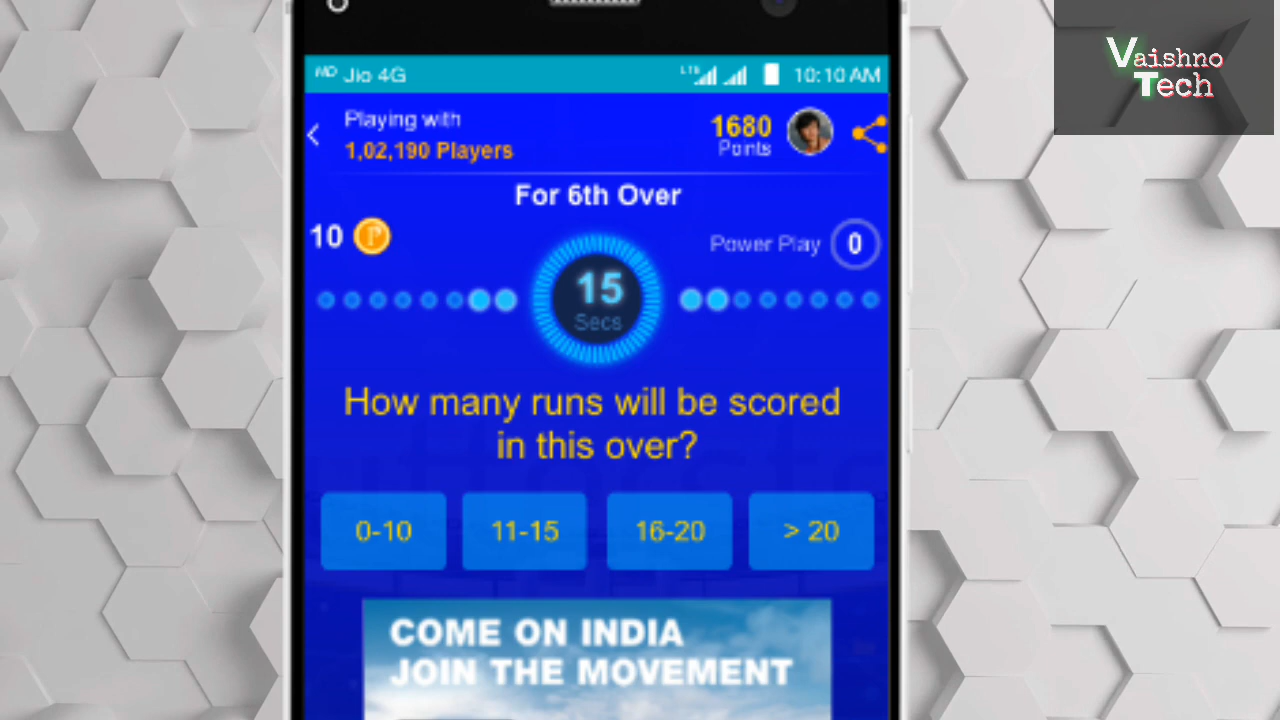 Vaishno
Tech
Jio 4G
LTE
10:10 AM
Playing with
1,02,190 Players
1680
Points
For 6th Over
10
Power Play 0
15
Secs
How many runs will be scored
in this over?
0-10
11-15
16-20
> 20
COME ON INDIA
JOIN THE MOVEMENT